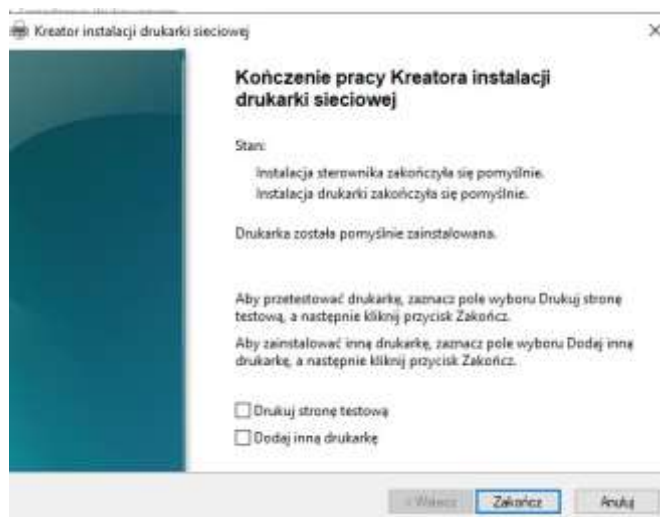 Kreator instalacji drukarki sieciowej
Kończenie pracy Kreatora instalacji
drukarki sieciowej
Stan:
Instalacja sterownika zakończyła się pomyślnie.
Instalacja drukarki zakończyła się pomyślnie.
Drukarka została pomyślnie zainstalowana.
Aby przetestować drukarkę, zaznacz pole wyboru Drukuj stronę
testową, a następnie kliknij przycisk Zakończ.
Aby zainstalować inną drukarkę, zaznacz pole wyboru Dodaj inną
drukarkę, a następnie kliknij przycisk Zakończ.
Drukuj stronę testową
Dodaj inną drukarkę
< Wstecz Zakończ Anuluj